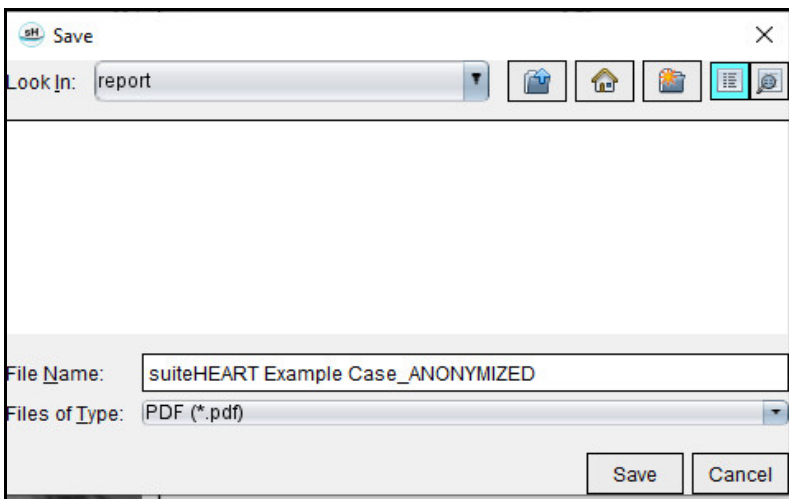 sH Save
Look In: report
File Name: suiteHEART Example Case_ANONYMIZED
Files of Type: PDF (*.pdf)
Save Cancel